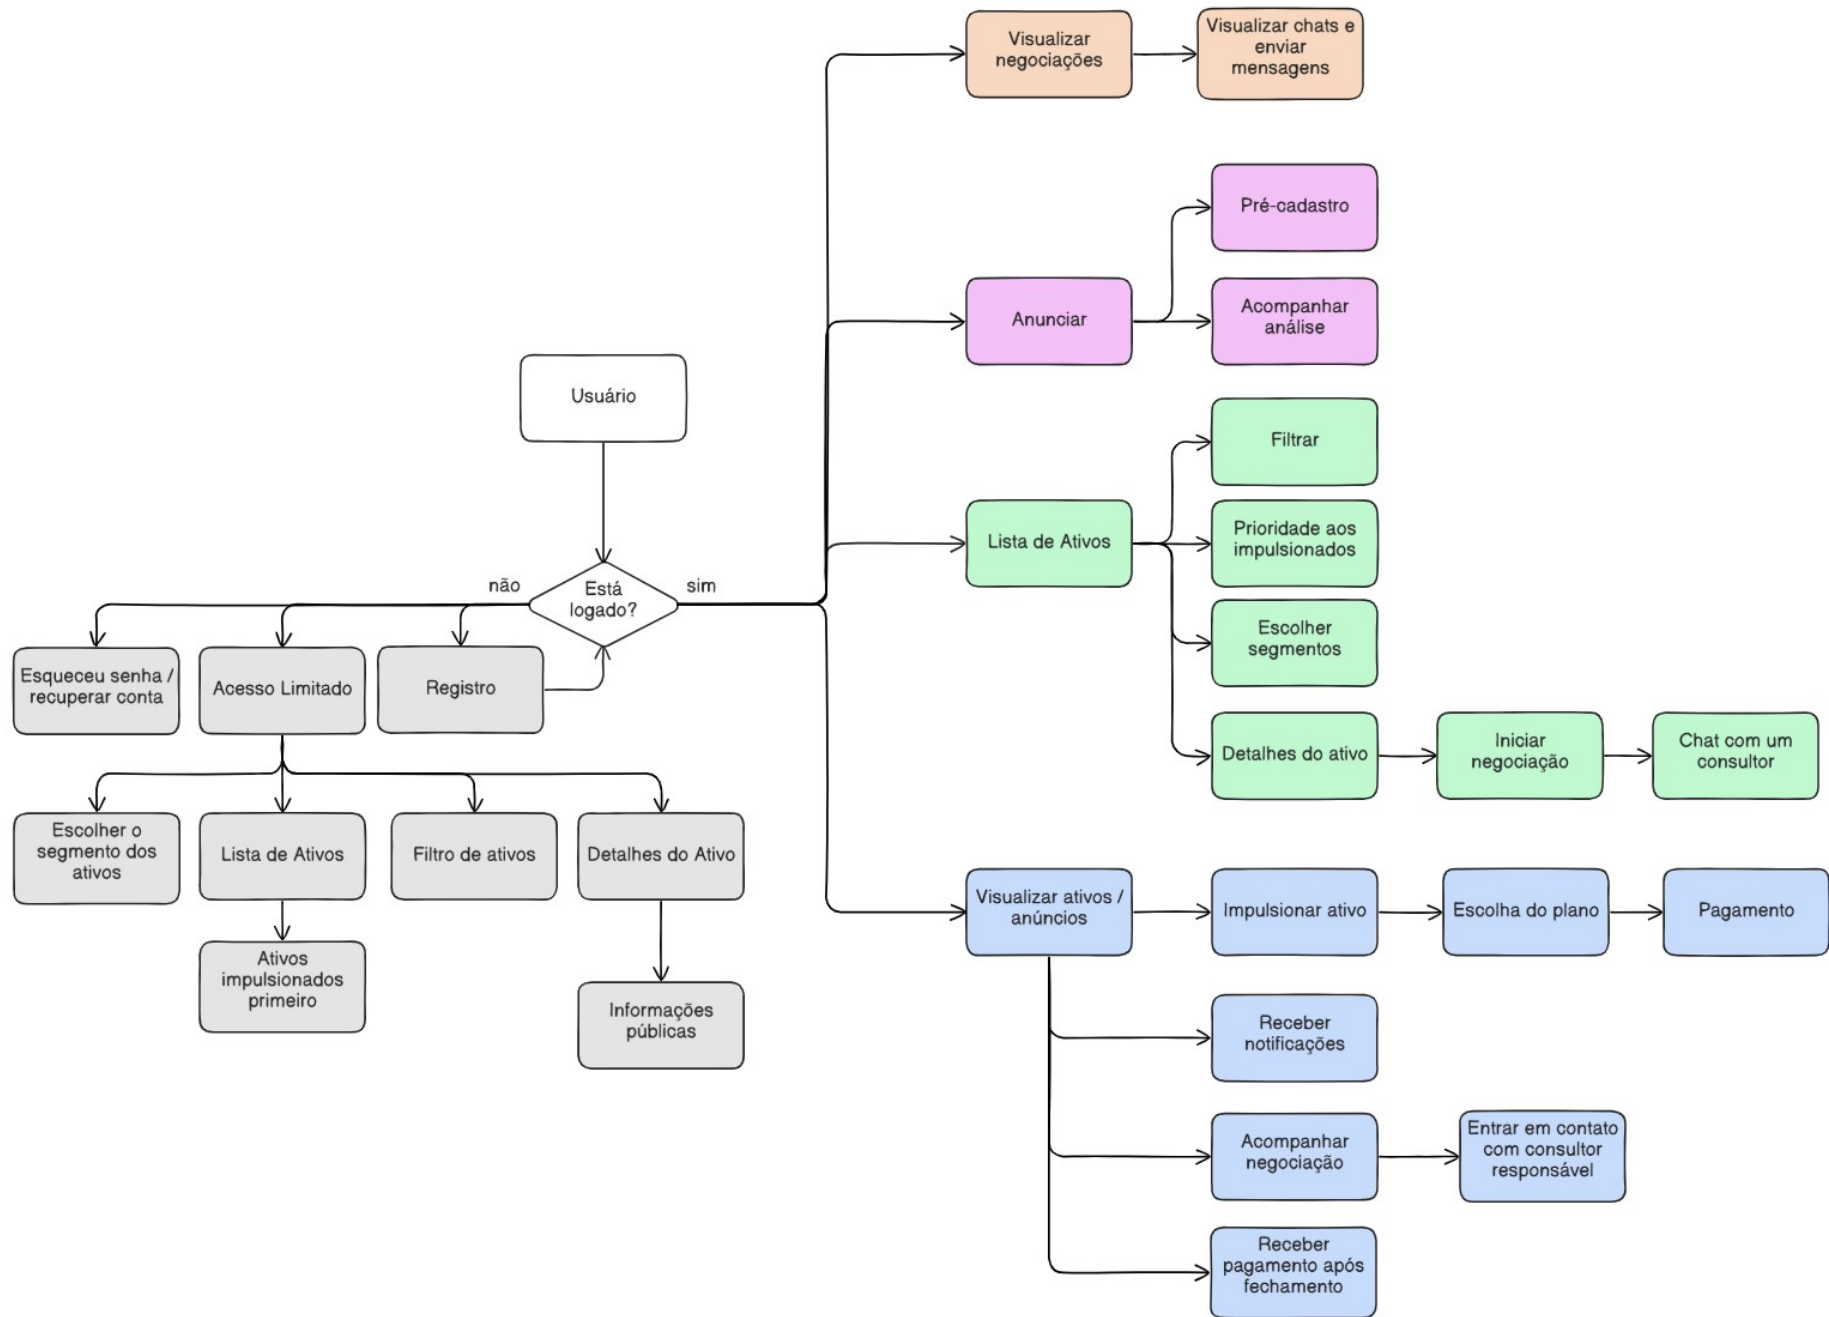 Visualizar
negociações
Visualizar chats e
enviar
mensagens
Pré-cadastro
Anunciar
Acompanhar
análise
Usuário
Filtrar
Lista de Ativos
Prioridade aos
impulsionados
não
Está
logado?
sim
Escolher
segmentos
Esqueceu senha /
recuperar conta
Acesso Limitado
Registro
Detalhes do ativo
Iniciar
negociação
Chat com um
consultor
Escolher o
segmento dos
ativos
Lista de Ativos
Filtro de ativos
Detalhes do Ativo
Visualizar ativos /
anúncios
Impulsionar ativo
Escolha do plano
Pagamento
Ativos
impulsionados
primeiro
Informações
públicas
Receber
notificações
Acompanhar
negociação
Entrar em contato
com consultor
responsável
Receber
pagamento após
fechamento